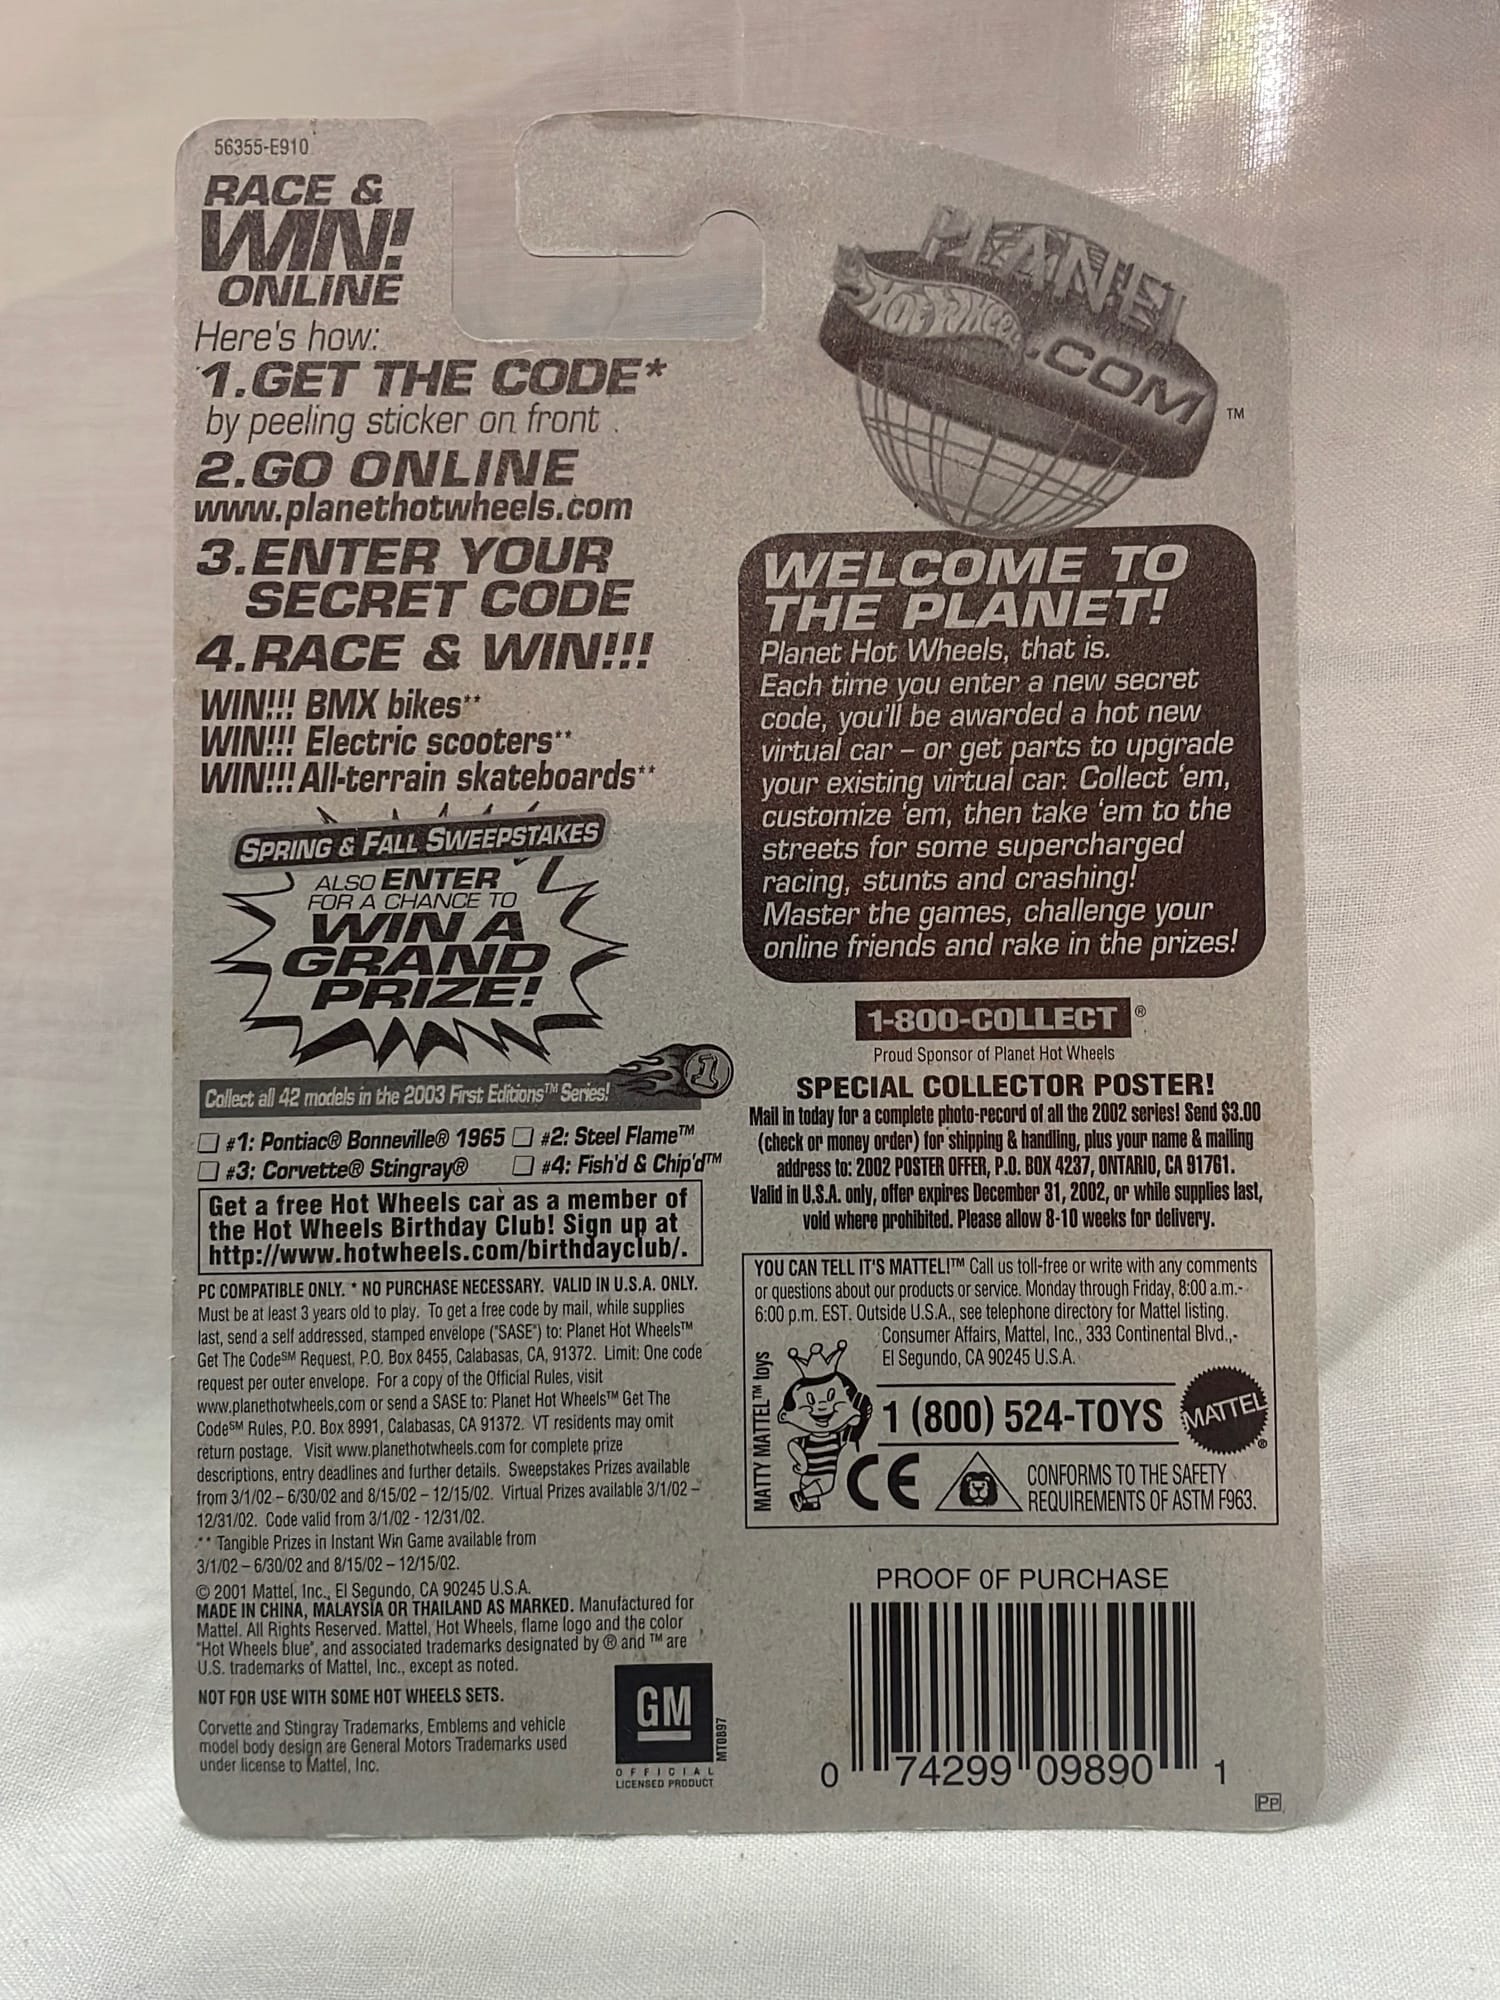 56355-E910
RACE &
WIN!
ONLINE
Here's how:
1.GET THE CODE*
by peeling sticker on front .
2.GO ONLINE
www.planethotwheels.com
3.ENTER YOUR
SECRET CODE
4.RACE & WIN!!!
WIN!!! BMX bikes**
WIN!!! Electric scooters**
WIN!!! All-terrain skateboards**
SPRING & FALL SWEEPSTAKES
ALSO ENTER
FOR A CHANCE TO
WIN A
GRAND
PRIZE!
Collect all 42 models in the 2003 First Editions™ Series!
1
☐ #1: Pontiac® Bonneville® 1965 ☐ #2: Steel Flame™
☐ #3: Corvette® Stingray® ☐ #4: Fish'd & Chip'd™
Get a free Hot Wheels car as a member of
the Hot Wheels Birthday Club! Sign up at
http://www.hotwheels.com/birthdayclub/.
PC COMPATIBLE ONLY. * NO PURCHASE NECESSARY. VALID IN U.S.A. ONLY.
Must be at least 3 years old to play. To get a free code by mail, while supplies
last, send a self addressed, stamped envelope ("SASE") to: Planet Hot Wheels™
Get The Code℠ Request, P.O. Box 8455, Calabasas, CA, 91372. Limit: One code
request per outer envelope. For a copy of the Official Rules, visit
www.planethotwheels.com or send a SASE to: Planet Hot Wheels™ Get The
Code℠ Rules, P.O. Box 8991, Calabasas, CA 91372. VT residents may omit
return postage. Visit www.planethotwheels.com for complete prize
descriptions, entry deadlines and further details. Sweepstakes Prizes available
from 3/1/02 – 6/30/02 and 8/15/02 – 12/15/02. Virtual Prizes available 3/1/02 –
12/31/02. Code valid from 3/1/02 - 12/31/02.
** Tangible Prizes in Instant Win Game available from
3/1/02 – 6/30/02 and 8/15/02 – 12/15/02.
© 2001 Mattel, Inc., El Segundo, CA 90245 U.S.A.
MADE IN CHINA, MALAYSIA OR THAILAND AS MARKED. Manufactured for
Mattel. All Rights Reserved. Mattel, Hot Wheels, flame logo and the color
"Hot Wheels blue", and associated trademarks designated by ® and ™ are
U.S. trademarks of Mattel, Inc., except as noted.
NOT FOR USE WITH SOME HOT WHEELS SETS.
Corvette and Stingray Trademarks, Emblems and vehicle
model body design are General Motors Trademarks used
under license to Mattel, Inc.
GM
OFFICIAL
LICENSED PRODUCT
MT0897
PLANET
HOT WHEELS
.COM
™
WELCOME TO
THE PLANET!
Planet Hot Wheels, that is.
Each time you enter a new secret
code, you'll be awarded a hot new
virtual car – or get parts to upgrade
your existing virtual car. Collect 'em,
customize 'em, then take 'em to the
streets for some supercharged
racing, stunts and crashing!
Master the games, challenge your
online friends and rake in the prizes!
1-800-COLLECT ®
Proud Sponsor of Planet Hot Wheels
SPECIAL COLLECTOR POSTER!
Mail in today for a complete photo-record of all the 2002 series! Send $3.00
(check or money order) for shipping & handling, plus your name & mailing
address to: 2002 POSTER OFFER, P.O. BOX 4237, ONTARIO, CA 91761.
Valid in U.S.A. only, offer expires December 31, 2002, or while supplies last,
void where prohibited. Please allow 8-10 weeks for delivery.
YOU CAN TELL IT'S MATTEL!™ Call us toll-free or write with any comments
or questions about our products or service. Monday through Friday, 8:00 a.m.-
6:00 p.m. EST. Outside U.S.A., see telephone directory for Mattel listing.
Consumer Affairs, Mattel, Inc., 333 Continental Blvd.,
El Segundo, CA 90245 U.S.A.
MATTY MATTEL™ toys
1 (800) 524-TOYS
MATTEL ®
CE
CONFORMS TO THE SAFETY
REQUIREMENTS OF ASTM F963.
PROOF OF PURCHASE
0 74299 09890 1
PP